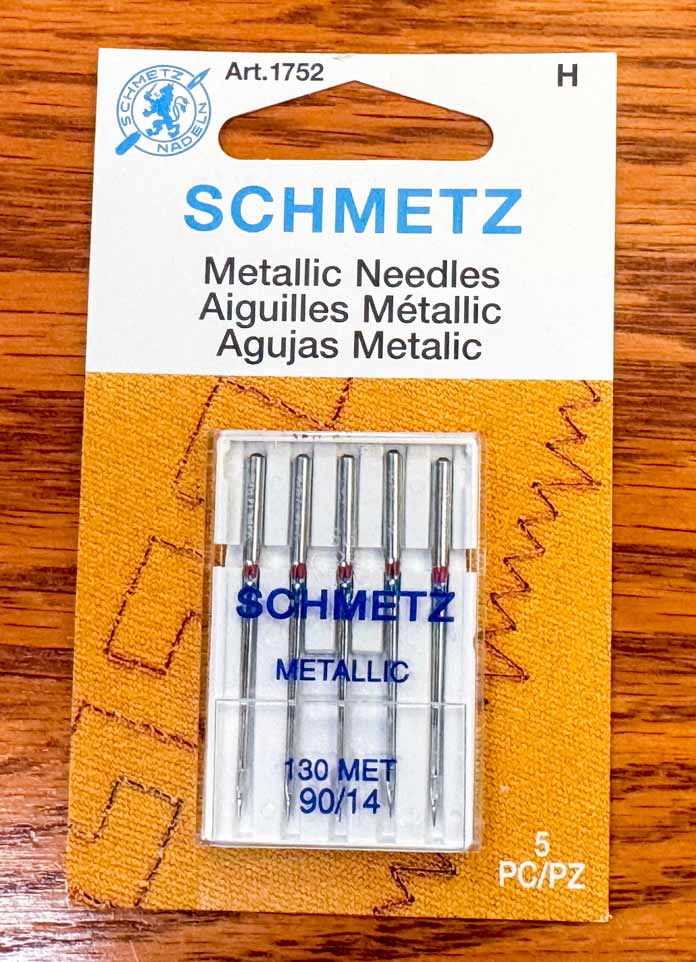 SCHMETZ
NADELN
Art.1752
H
SCHMETZ
Metallic Needles
Aiguilles Métallic
Agujas Metalic
SCHMETZ
METALLIC
130 MET
90/14
5
PC/PZ